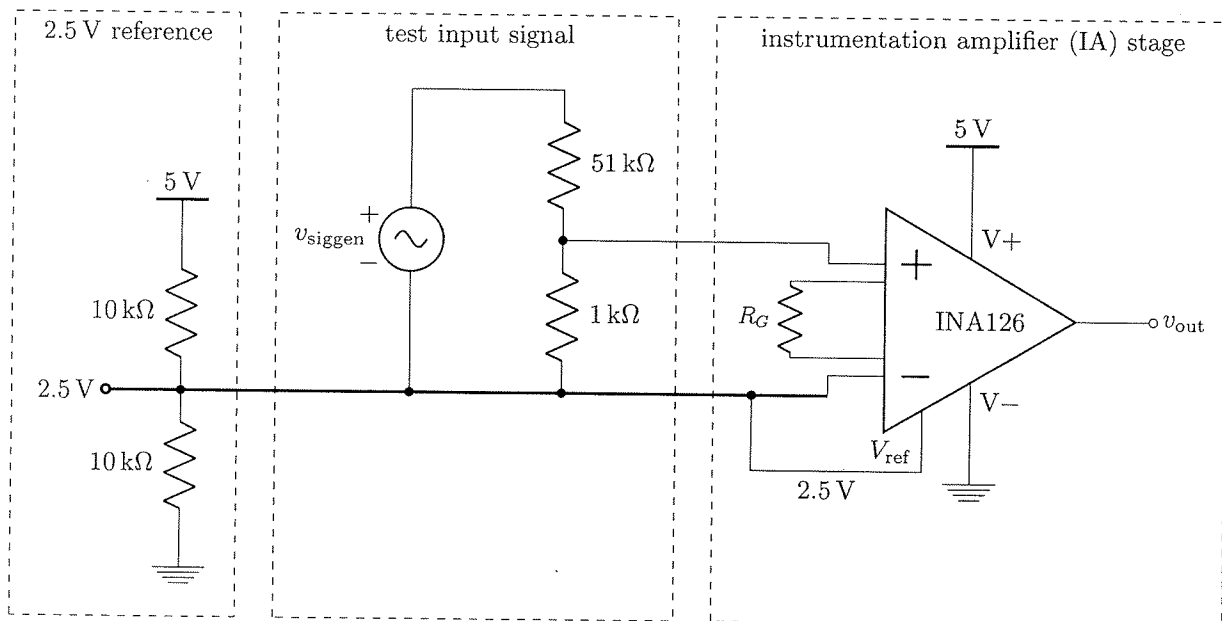 2.5 V reference
5 V
10 kΩ
2.5 V
10 kΩ
test input signal
+
v_siggen
−
51 kΩ
1 kΩ
instrumentation amplifier (IA) stage
5 V
V+
+
R_G
INA126
v_out
−
V−
V_ref
2.5 V